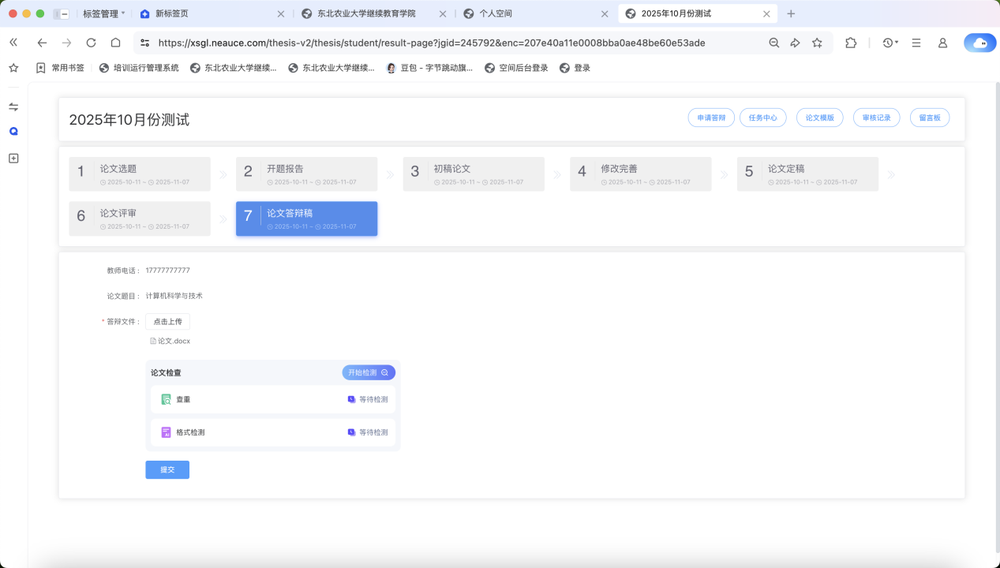 标签管理
新标签页
东北农业大学继续教育学院
个人空间
2025年10月份测试
https://xsgl.neauce.com/thesis-v2/thesis/student/result-page?jgid=245792&enc=207e40a11e0008bba0ae48be60e53ade
常用书签
培训运行管理系统
东北农业大学继续...
东北农业大学继续...
豆包 - 字节跳动旗...
空间后台登录
登录
2025年10月份测试
申请答辩
任务中心
论文模版
审核记录
留言板
1 论文选题
2025-10-11 ~ 2025-11-07
2 开题报告
2025-10-11 ~ 2025-11-07
3 初稿论文
2025-10-11 ~ 2025-11-07
4 修改完善
2025-10-11 ~ 2025-11-07
5 论文定稿
2025-10-11 ~ 2025-11-07
6 论文评审
2025-10-11 ~ 2025-11-07
7 论文答辩稿
2025-10-11 ~ 2025-11-07
教师电话： 17777777777
论文题目： 计算机科学与技术
* 答辩文件： 点击上传
论文.docx
论文检查 开始检测
查重 等待检测
格式检测 等待检测
提交